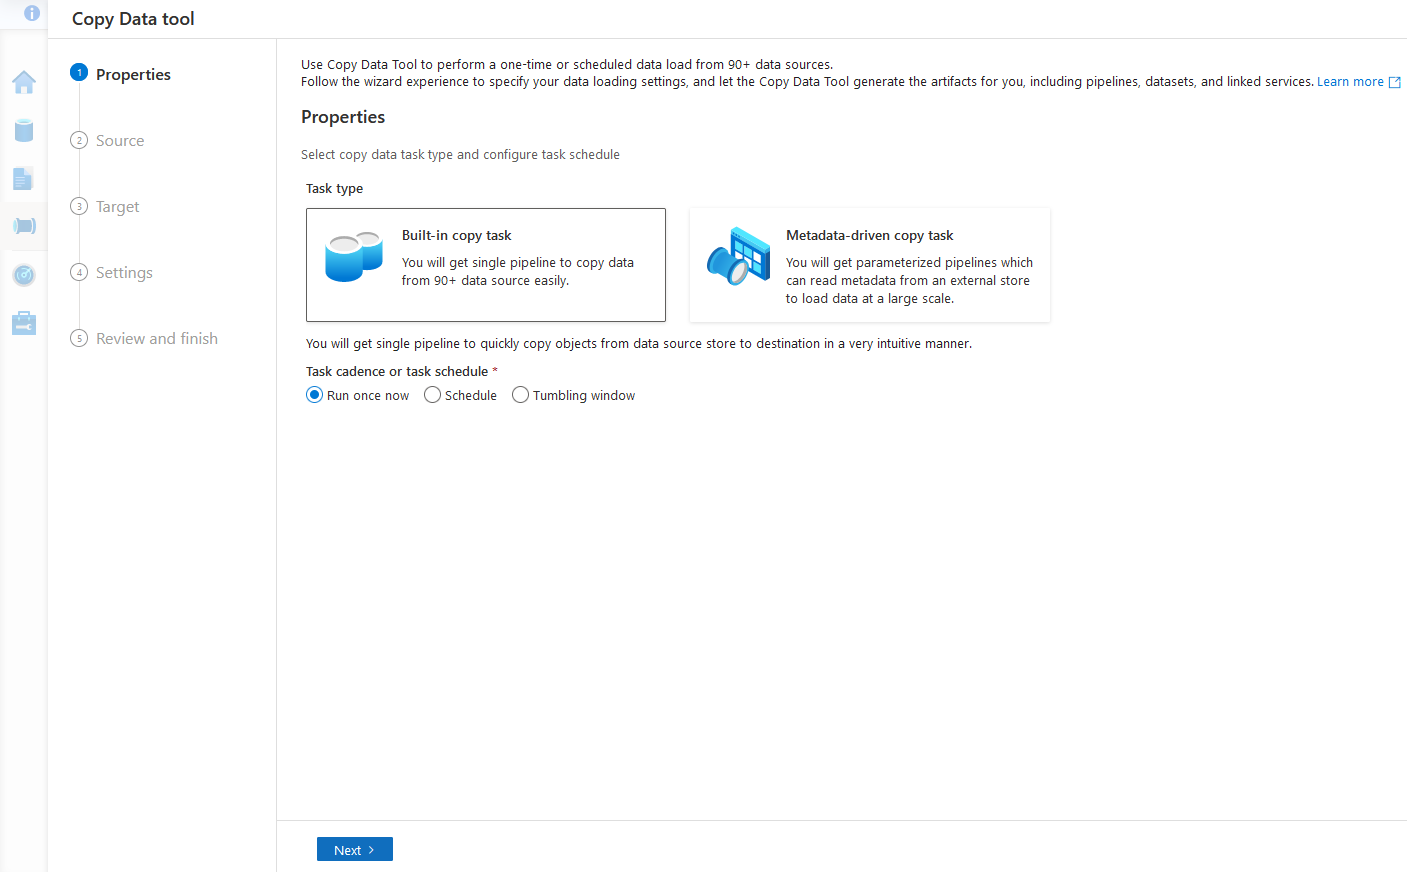 Copy Data tool
1 Properties
2 Source
3 Target
4 Settings
5 Review and finish
Use Copy Data Tool to perform a one-time or scheduled data load from 90+ data sources.
Follow the wizard experience to specify your data loading settings, and let the Copy Data Tool generate the artifacts for you, including pipelines, datasets, and linked services. Learn more
Properties
Select copy data task type and configure task schedule
Task type
Built-in copy task
You will get single pipeline to copy data
from 90+ data source easily.
Metadata-driven copy task
You will get parameterized pipelines which
can read metadata from an external store
to load data at a large scale.
You will get single pipeline to quickly copy objects from data source store to destination in a very intuitive manner.
Task cadence or task schedule *
Run once now Schedule Tumbling window
Next >